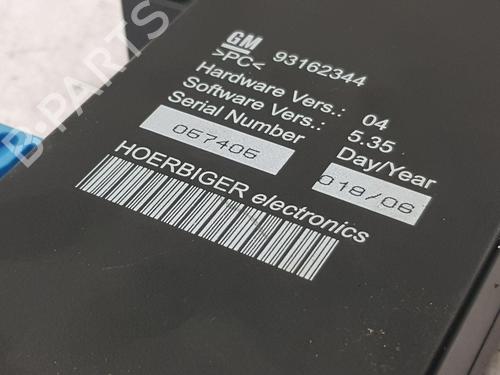 GM 93162344
>PC<
Hardware Vers.: 04
Software Vers.: 5.35
Serial Number Day/Year
067406 018/06
HOERBIGER electronics
B-PARTS